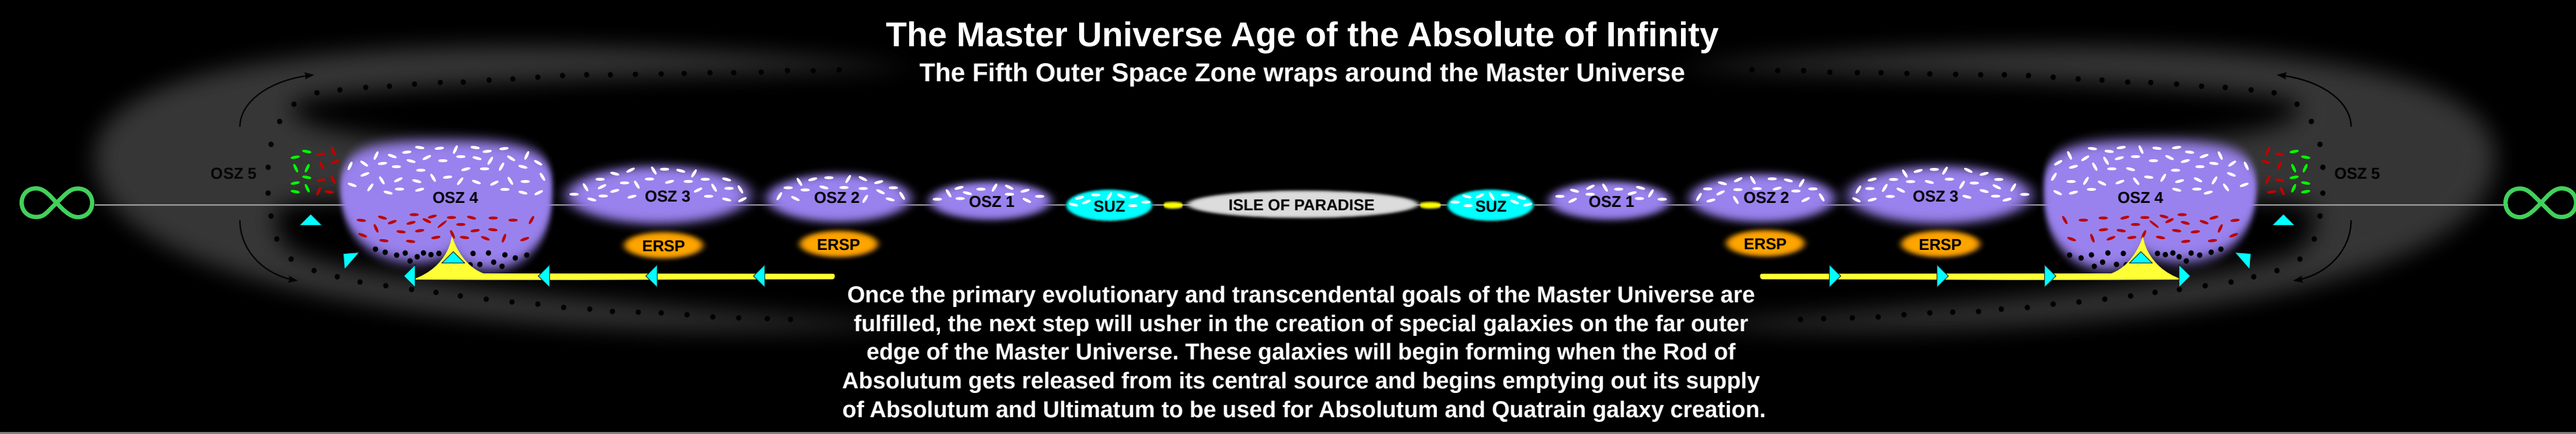 The Master Universe Age of the Absolute of Infinity
The Fifth Outer Space Zone wraps around the Master Universe
OSZ 5
OSZ 4
OSZ 3
OSZ 2
OSZ 1
SUZ
ISLE OF PARADISE
SUZ
OSZ 1
OSZ 2
OSZ 3
OSZ 4
OSZ 5
ERSP
ERSP
ERSP
ERSP
Once the primary evolutionary and transcendental goals of the Master Universe are
fulfilled, the next step will usher in the creation of special galaxies on the far outer
edge of the Master Universe. These galaxies will begin forming when the Rod of
Absolutum gets released from its central source and begins emptying out its supply
of Absolutum and Ultimatum to be used for Absolutum and Quatrain galaxy creation.